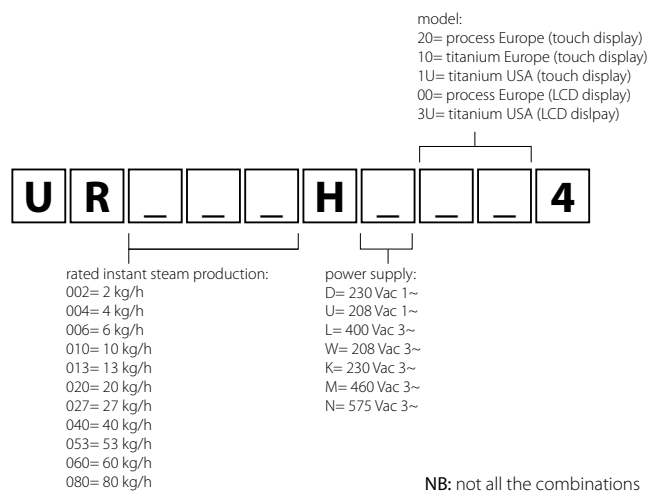 model:
20= process Europe (touch display)
10= titanium Europe (touch display)
1U= titanium USA (touch display)
00= process Europe (LCD display)
3U= titanium USA (LCD dislpay)
U R _ _ _ H _ _ _ 4
rated instant steam production:
002= 2 kg/h
004= 4 kg/h
006= 6 kg/h
010= 10 kg/h
013= 13 kg/h
020= 20 kg/h
027= 27 kg/h
040= 40 kg/h
053= 53 kg/h
060= 60 kg/h
080= 80 kg/h
power supply:
D= 230 Vac 1~
U= 208 Vac 1~
L= 400 Vac 3~
W= 208 Vac 3~
K= 230 Vac 3~
M= 460 Vac 3~
N= 575 Vac 3~
NB: not all the combinations